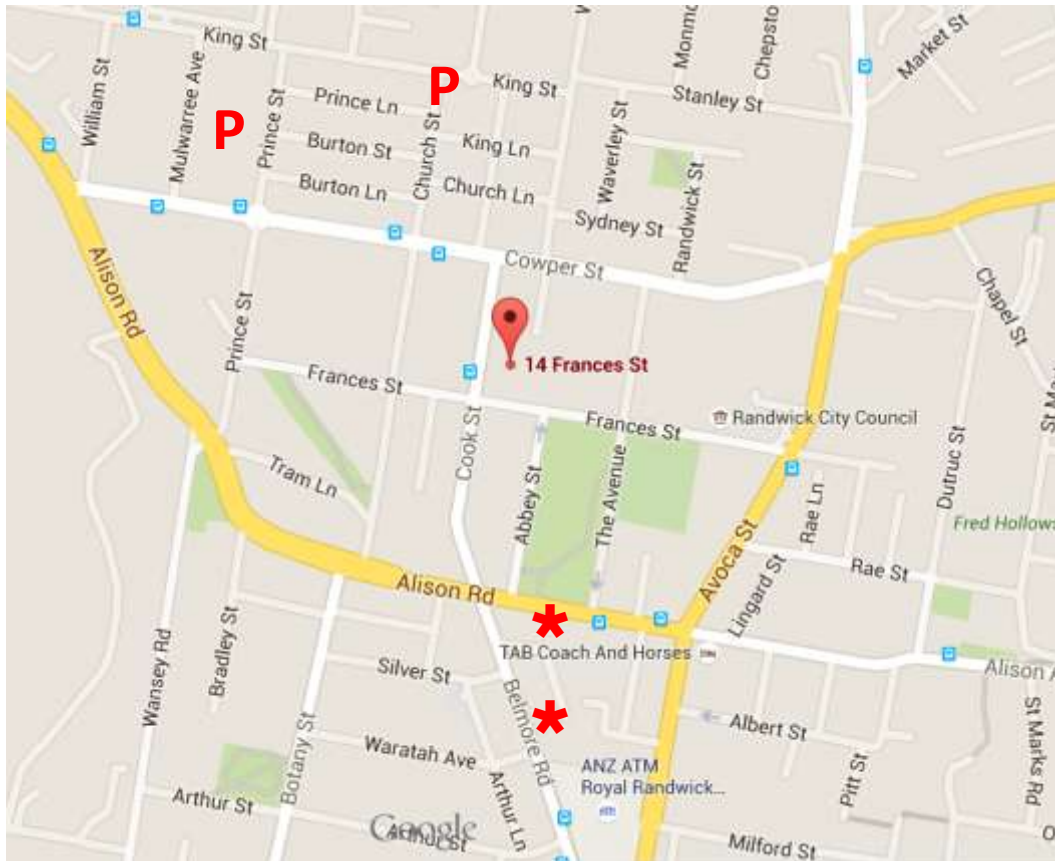 King St
William St
Mulwarree Ave
P
Prince St
Prince Ln
Burton St
Burton Ln
P
Church St
King St
King Ln
Church Ln
Sydney St
Waverley St
Randwick St
Stanley St
Monmo
Chepsto
Market St
Cowper St
Alison Rd
Prince St
Frances St
14 Frances St
Frances St
Randwick City Council
Chapel St
St Ma
Dutruc St
Fred Hollows
Tram Ln
Cook St
Abbey St
The Avenue
Avoca St
Rae Ln
Rae St
Lingard St
Alison Rd
*
TAB Coach And Horses
Alison A
Wansey Rd
Bradley St
Silver St
Botany St
Belmore Rd
*
Albert St
Pitt St
St Marks Rd
Waratah Ave
Arthur St
Arthur Ln
ANZ ATM
Royal Randwick...
Google
Milford St